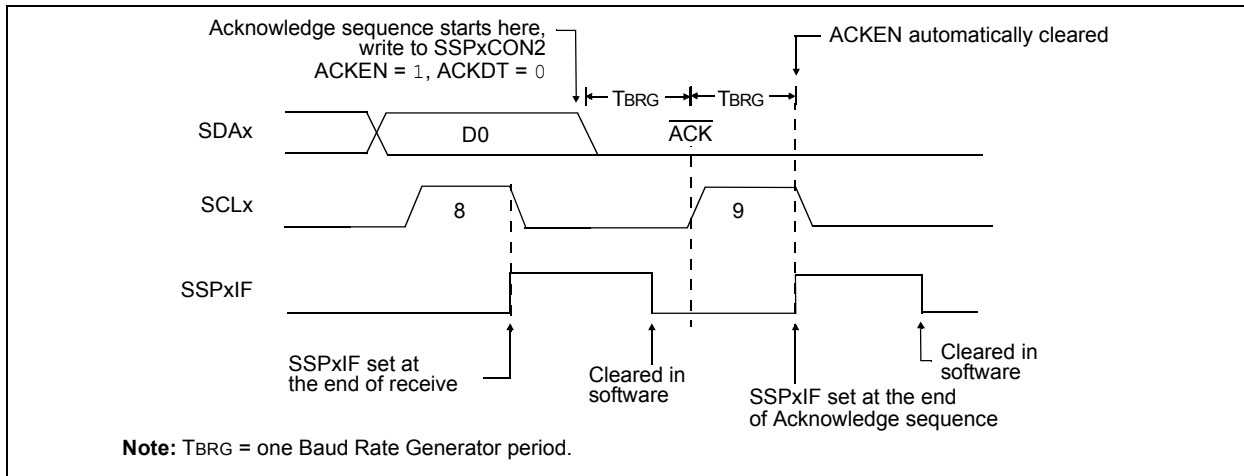 Acknowledge sequence starts here,
write to SSPxCON2
ACKEN = 1, ACKDT = 0
ACKEN automatically cleared
TBRG
TBRG
SDAx
D0
ACK
SCLx
8
9
SSPxIF
SSPxIF set at
the end of receive
Cleared in
software
SSPxIF set at the end
of Acknowledge sequence
Cleared in
software
Note: TBRG = one Baud Rate Generator period.